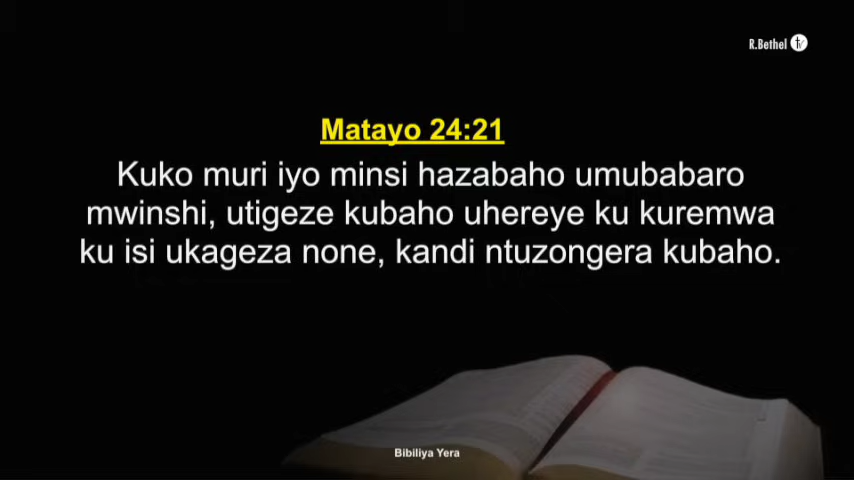 R.Bethel tv
Matayo 24:21
Kuko muri iyo minsi hazabaho umubabaro
mwinshi, utigeze kubaho uhereye ku kuremwa
ku isi ukageza none, kandi ntuzongera kubaho.
Bibiliya Yera